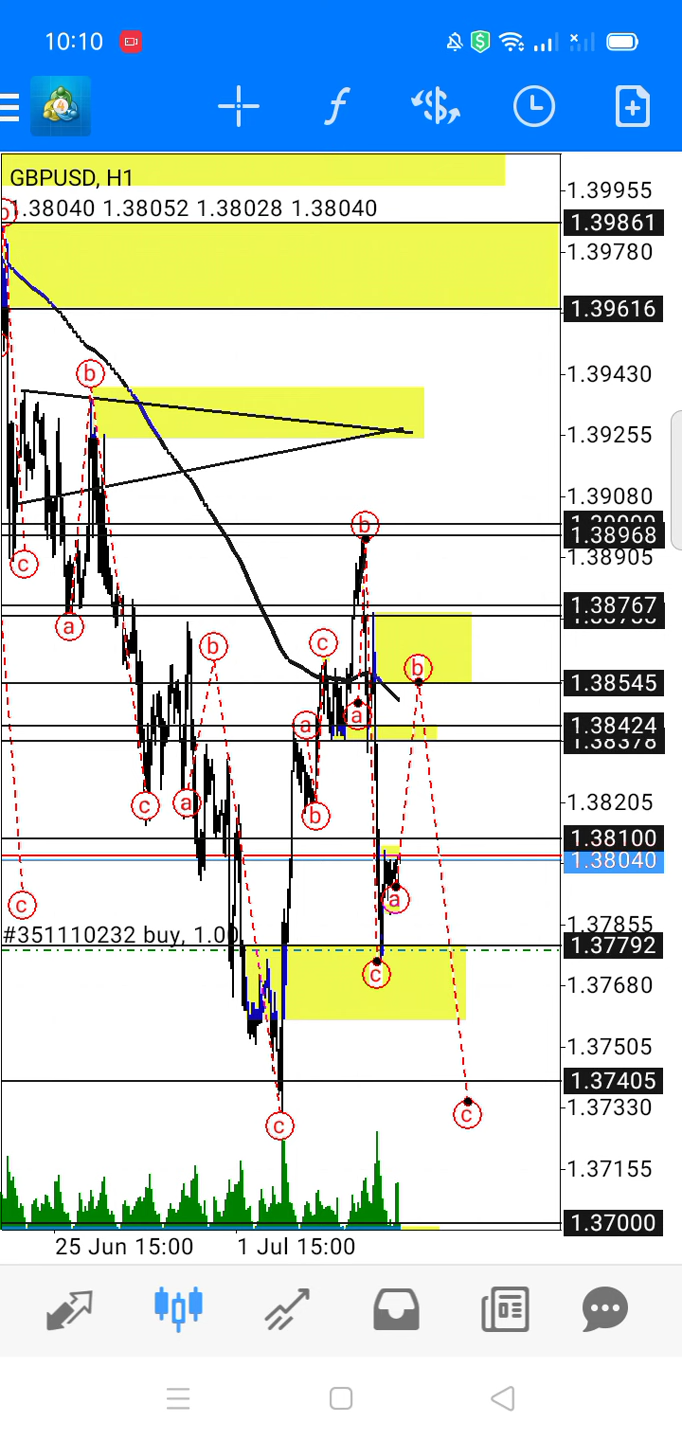 10:10
GBPUSD, H1
1.38040 1.38052 1.38028 1.38040
1.39955
1.39861
1.39780
1.39616
1.39430
1.39255
1.39080
1.38968
1.38905
1.38767
1.38545
1.38424
1.38378
1.38205
1.38100
1.38040
1.37855
1.37792
1.37680
1.37505
1.37405
1.37330
1.37155
1.37000
b
b
c
a
b
c
b
c
a
a
b
a
b
c
a
c
#351110232 buy, 1.00
c
c
c
25 Jun 15:00
1 Jul 15:00